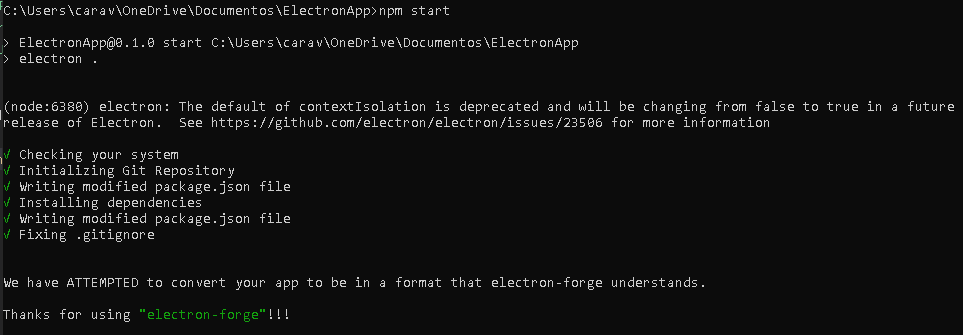 C:\Users\carav\OneDrive\Documentos\ElectronApp>npm start
> ElectronApp@0.1.0 start C:\Users\carav\OneDrive\Documentos\ElectronApp
> electron .
(node:6380) electron: The default of contextIsolation is deprecated and will be changing from false to true in a future
release of Electron.  See https://github.com/electron/electron/issues/23506 for more information
√ Checking your system
√ Initializing Git Repository
√ Writing modified package.json file
√ Installing dependencies
√ Writing modified package.json file
√ Fixing .gitignore
We have ATTEMPTED to convert your app to be in a format that electron-forge understands.
Thanks for using "electron-forge"!!!